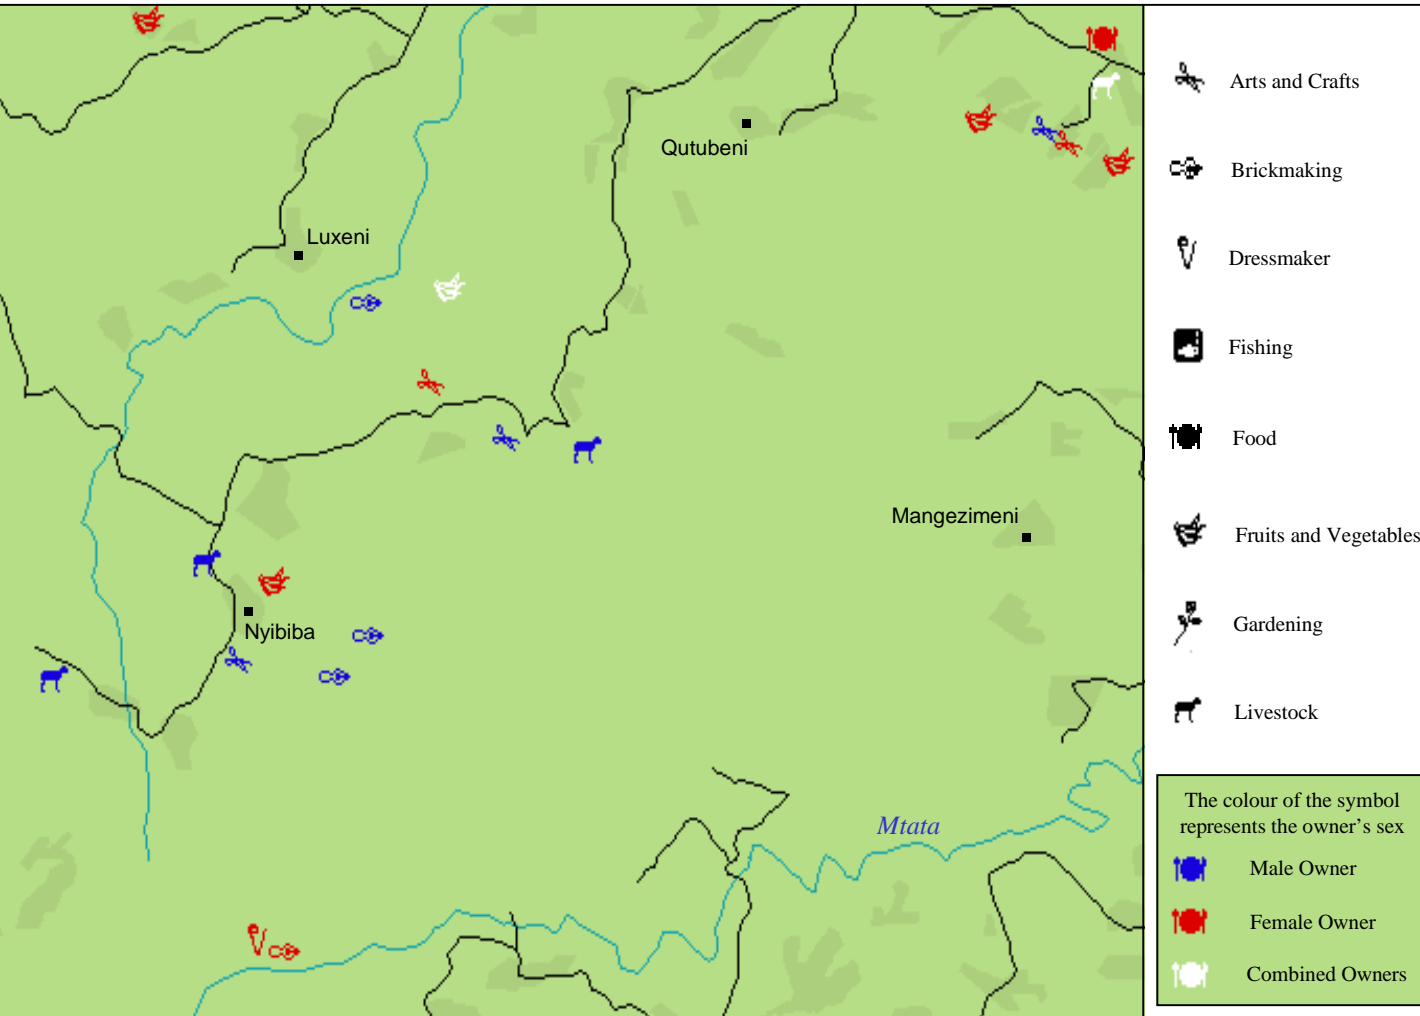 Qutubeni
Luxeni
Mangezimeni
Nyibiba
Mtata
Arts and Crafts
Brickmaking
Dressmaker
Fishing
Food
Fruits and Vegetables
Gardening
Livestock
The colour of the symbol
represents the owner's sex
Male Owner
Female Owner
Combined Owners